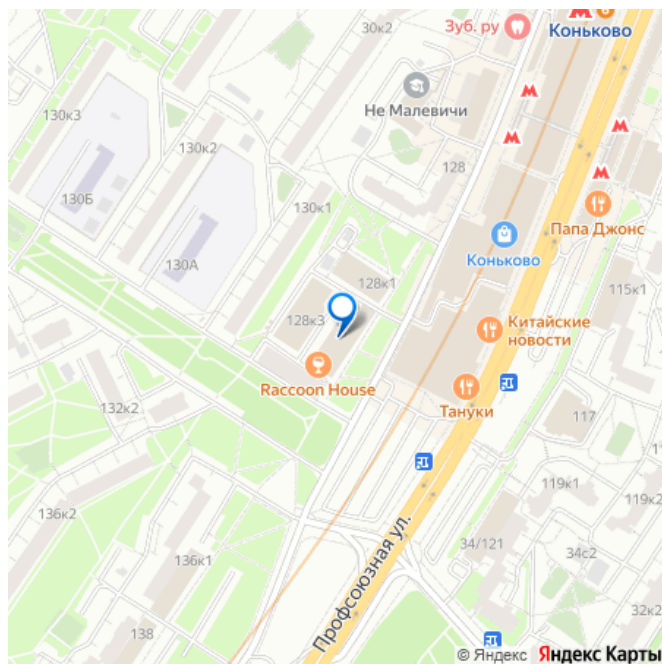 30к2
Зуб. ру
Коньково
130к3
Не Малевичи
130к2
128
130Б
130к1
Папа Джонс
130А
Коньково
128к1
115к1
128к3
Китайские
новости
Raccoon House
Тануки
132к2
117
119к1
119к2
136к2
Профсоюзная ул.
34/121
34с2
136к1
32к2
138
© Яндекс Яндекс Карты